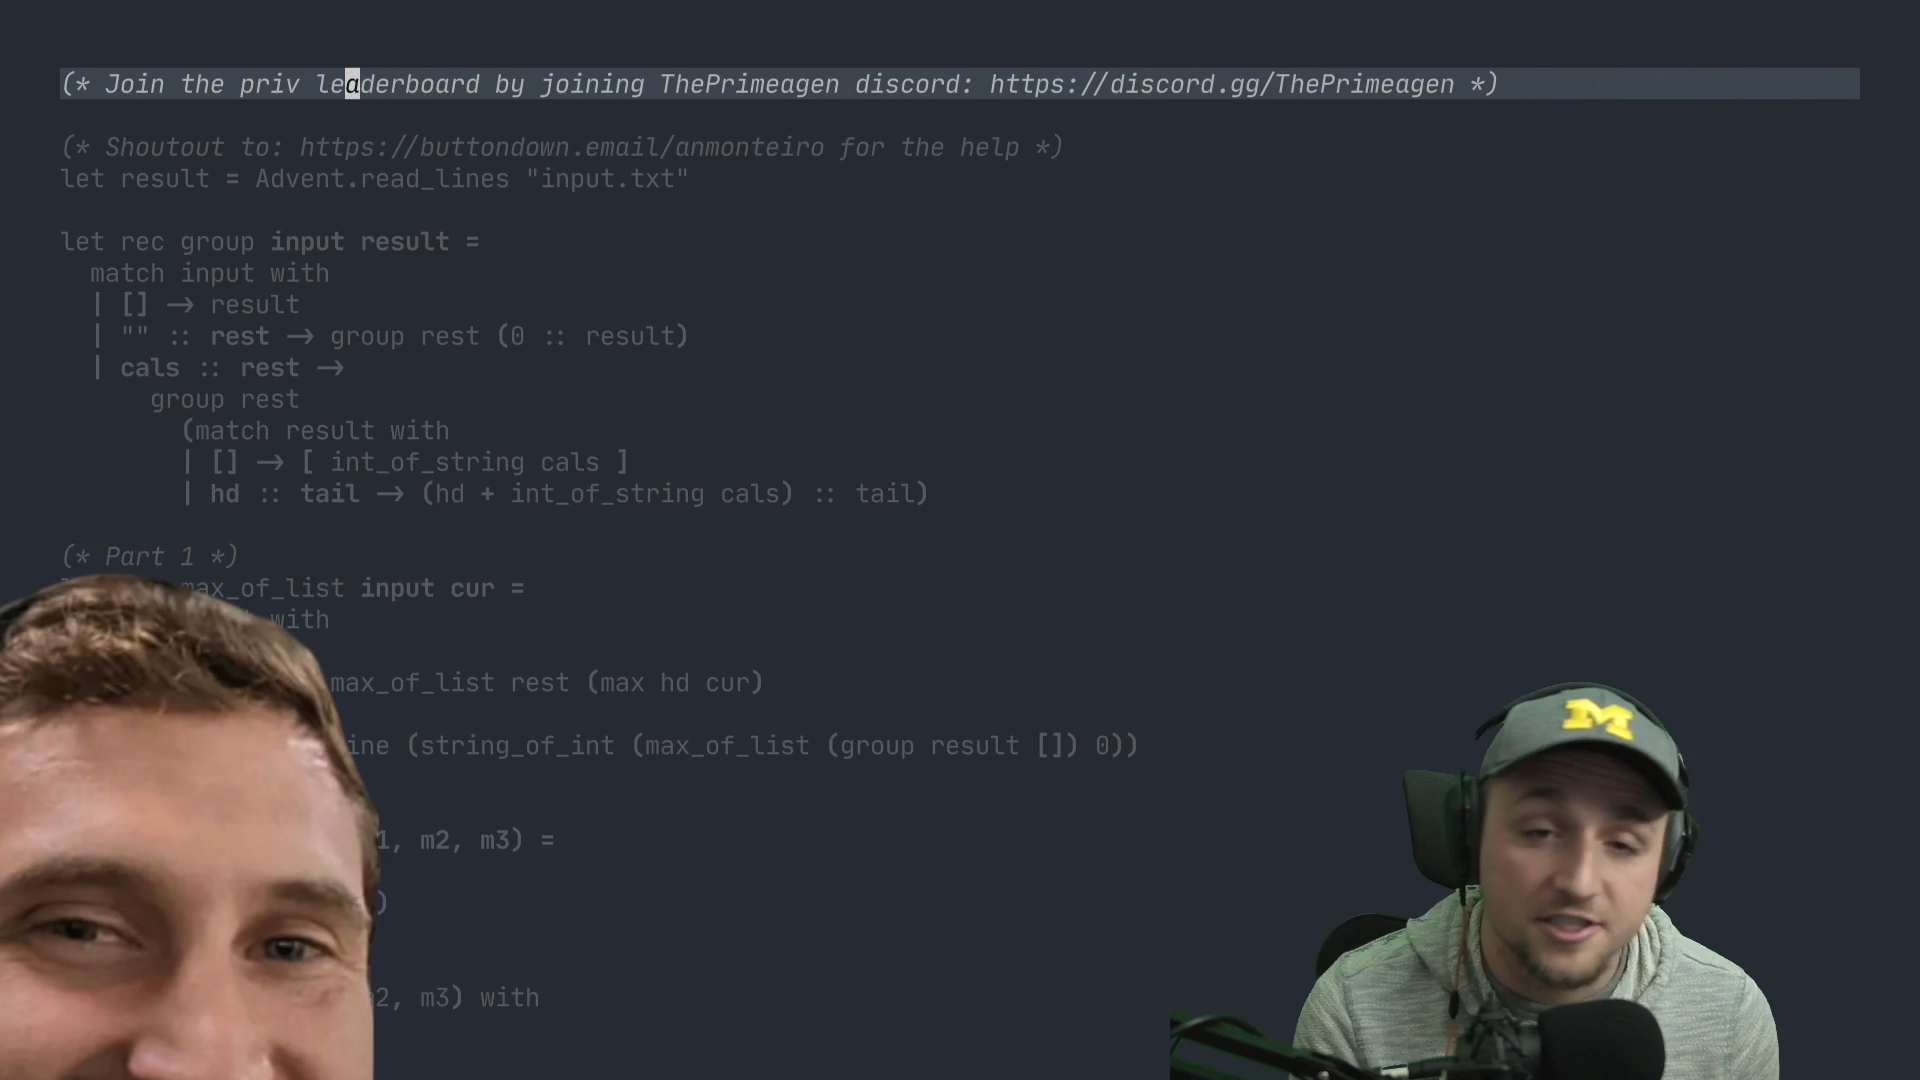 (* Join the priv leaderboard by joining ThePrimeagen discord: https://discord.gg/ThePrimeagen *)
(* Shoutout to: https://buttondown.email/anmonteiro for the help *)
let result = Advent.read_lines "input.txt"
let rec group input result =
match input with
| [] -> result
| "" :: rest -> group rest (0 :: result)
| cals :: rest ->
group rest
(match result with
| [] -> [ int_of_string cals ]
| hd :: tail -> (hd + int_of_string cals) :: tail)
(* Part 1 *)
max_of_list input cur =
with
max_of_list rest (max hd cur)
ine (string_of_int (max_of_list (group result []) 0))
1, m2, m3) =
)
2, m3) with
M